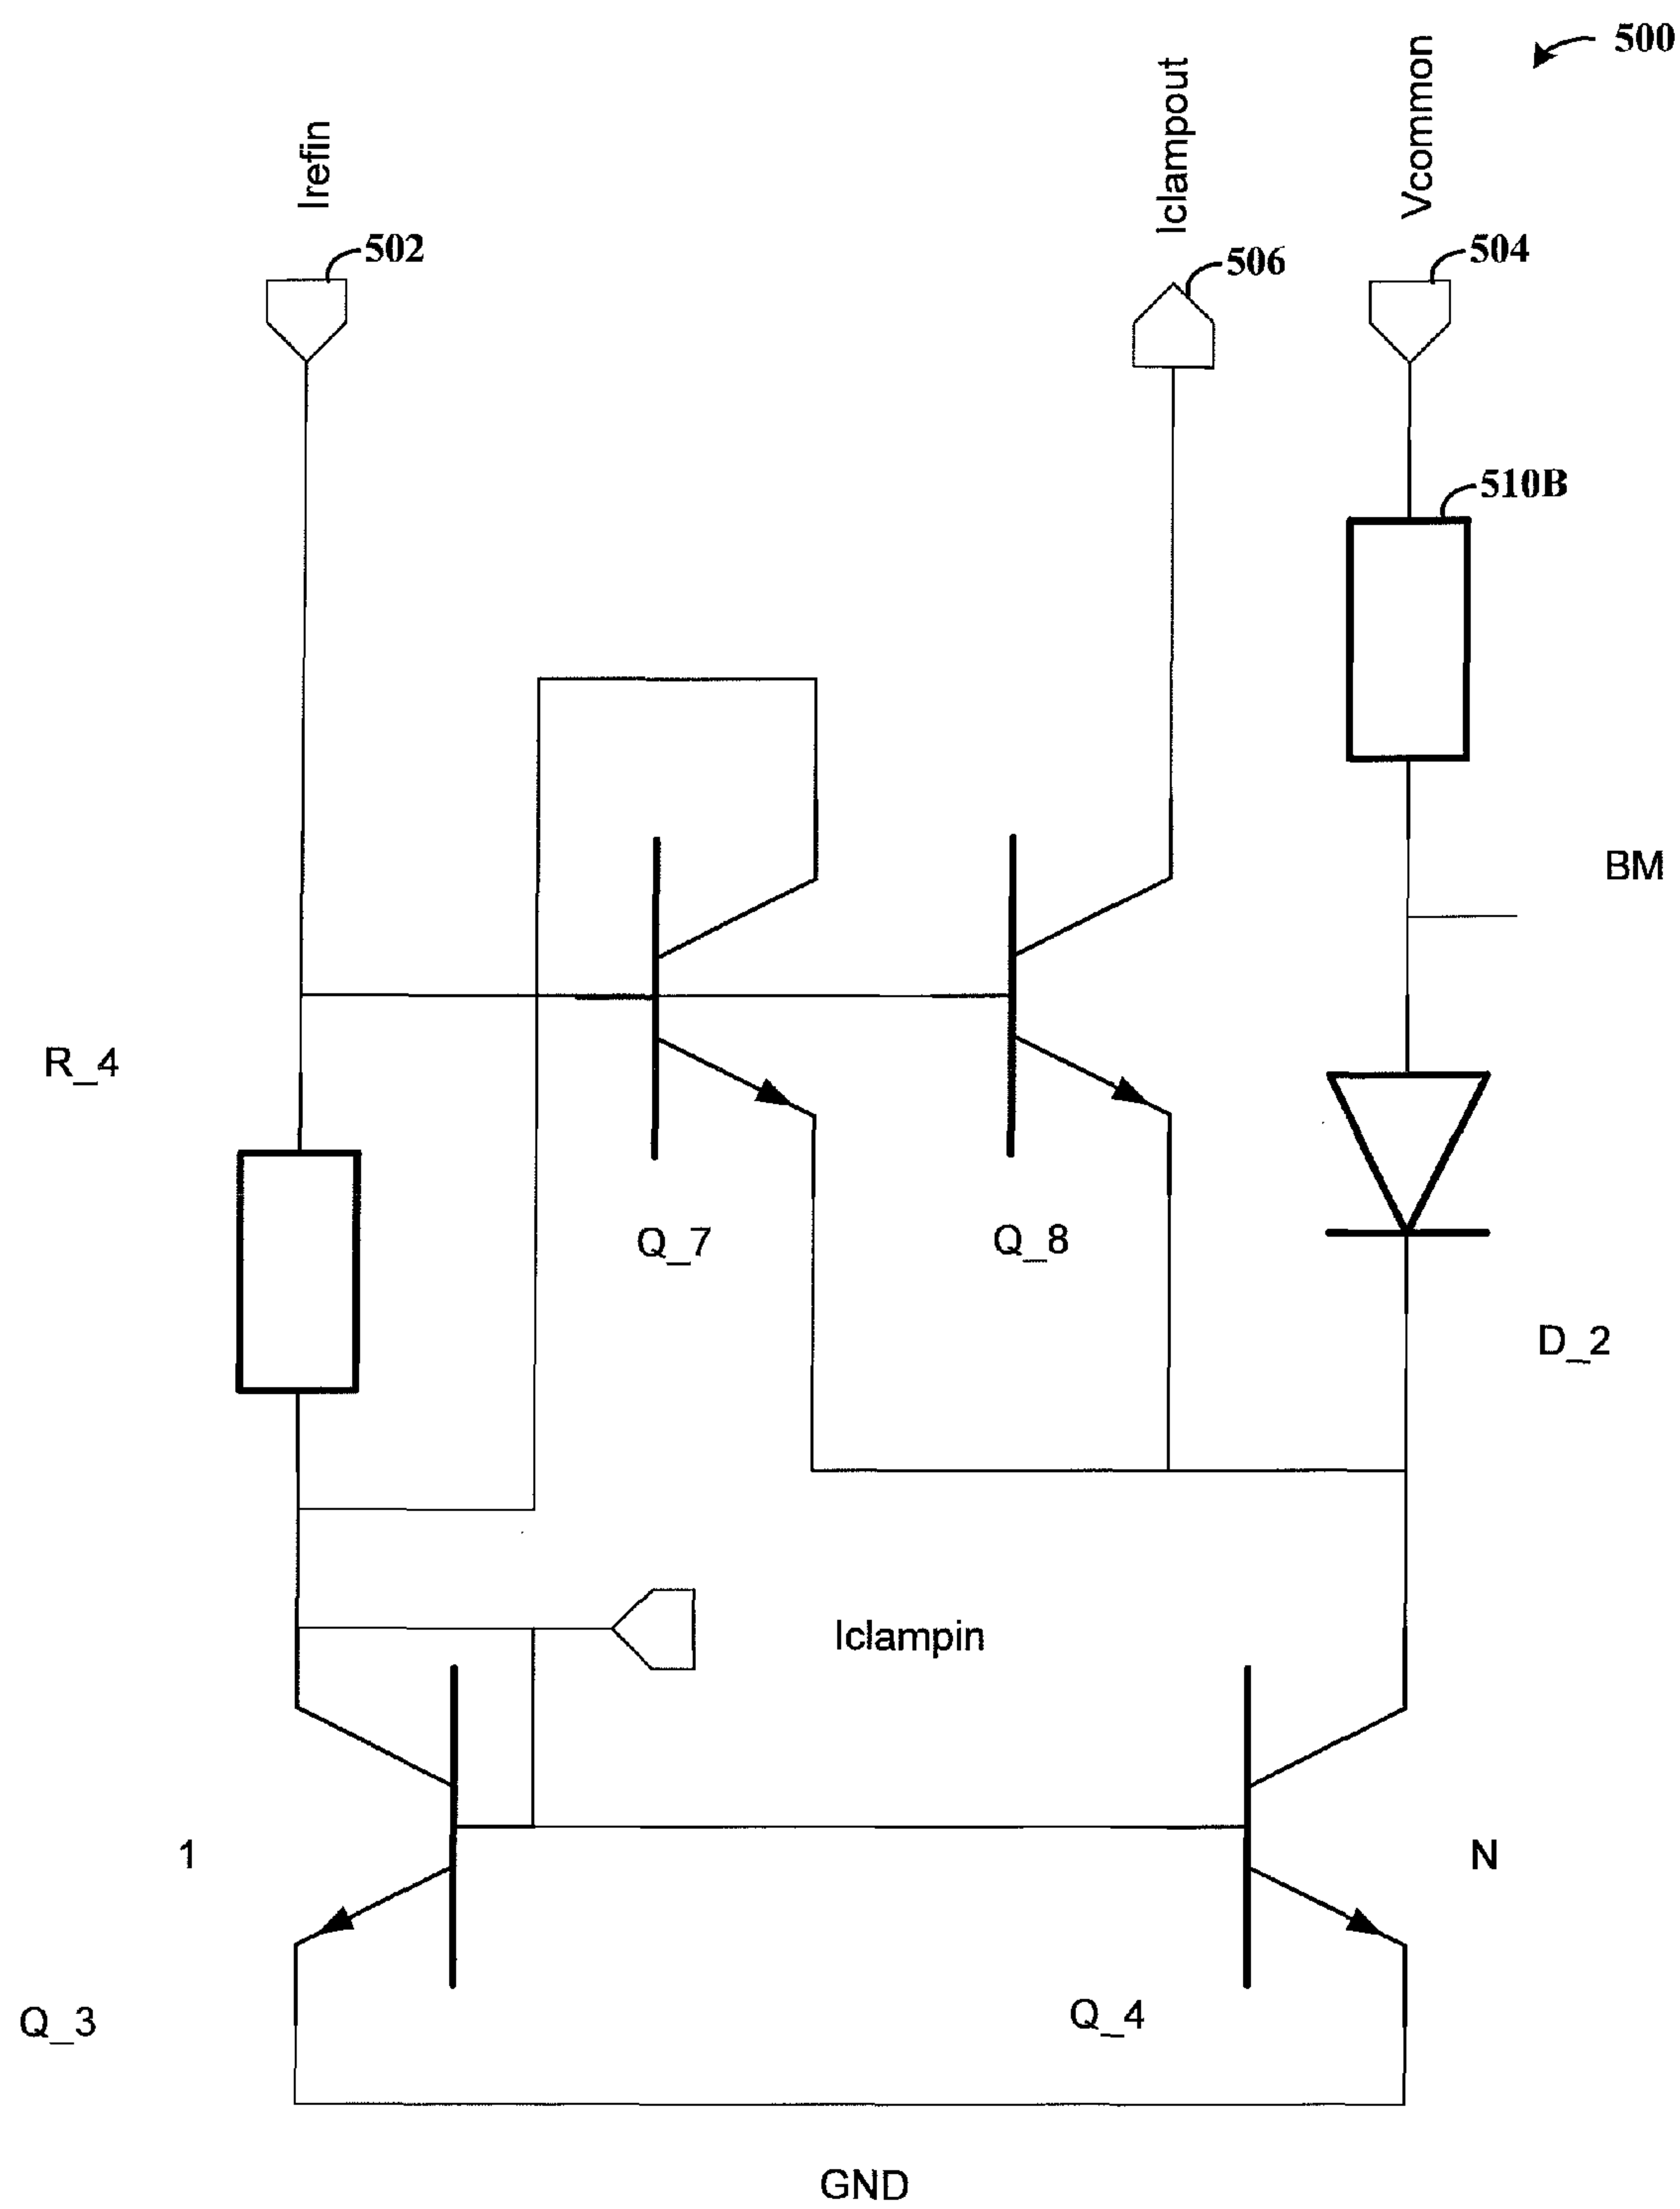 500
Irefin
Iclampout
Vcommon
502
506
504
510B
BM
R_4
Q_7
Q_8
D_2
Iclampin
1
N
Q_3
Q_4
GND